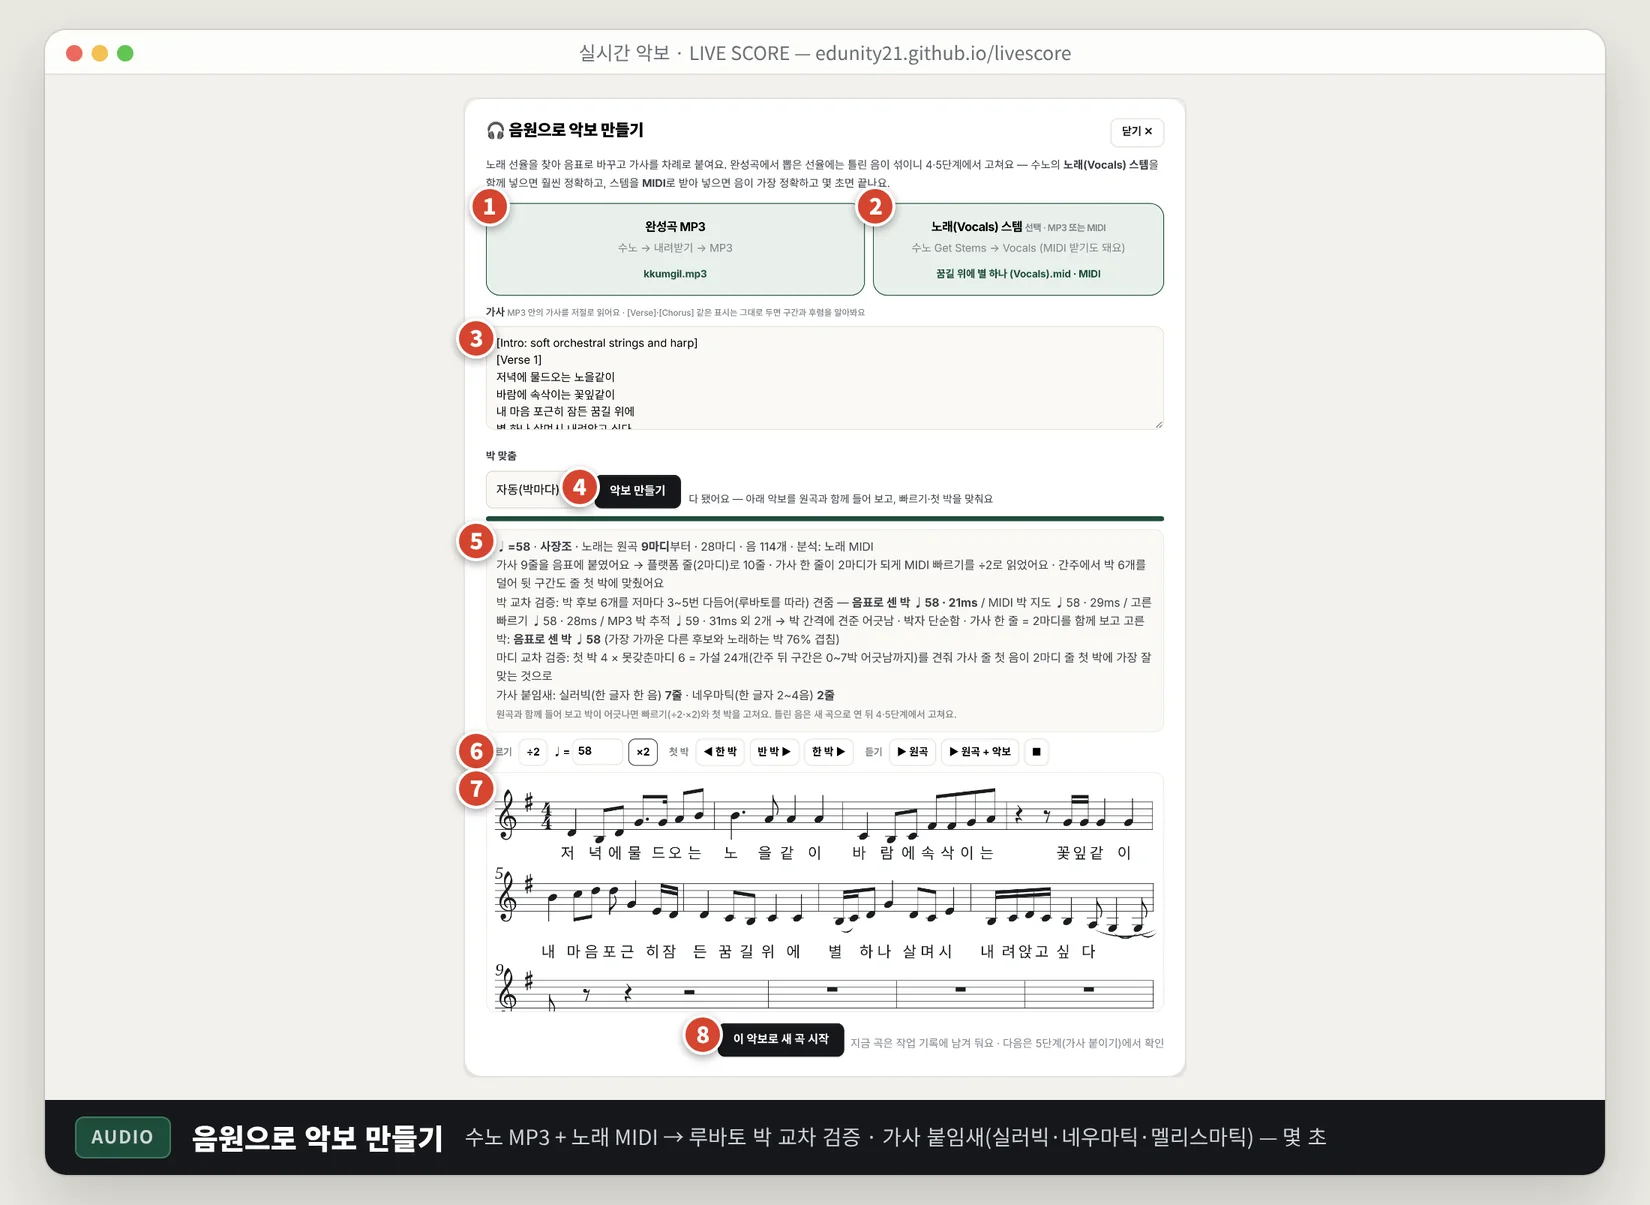 실시간 악보 · LIVE SCORE — edunity21.github.io/livescore
🎧 음원으로 악보 만들기
닫기 ✕
노래 선율을 찾아 음표로 바꾸고 가사를 차례로 붙여요. 완성곡에서 뽑은 선율에는 틀린 음이 섞이니 4·5단계에서 고쳐요 — 수노의 노래(Vocals) 스템을
함께 넣으면 훨씬 정확하고, 스템을 MIDI로 받아 넣으면 음이 가장 정확하고 몇 초면 끝나요.
1
완성곡 MP3
수노 → 내려받기 → MP3
kkumgil.mp3
2
노래(Vocals) 스템 선택 · MP3 또는 MIDI
수노 Get Stems → Vocals (MIDI 받기도 돼요)
꿈길 위에 별 하나 (Vocals).mid · MIDI
가사 MP3 안의 가사를 저절로 읽어요 · [Verse]·[Chorus] 같은 표시는 그대로 두면 구간과 후렴을 알아봐요
3
[Intro: soft orchestral strings and harp]
[Verse 1]
저녁에 물드오는 노을같이
바람에 속삭이는 꽃잎같이
내 마음 포근히 잠든 꿈길 위에
별 하나 살며시 내려앉고 싶다
박 맞춤
자동(박마다)
4
악보 만들기
다 됐어요 — 아래 악보를 원곡과 함께 들어 보고, 빠르기·첫 박을 맞춰요
5
♩=58 · 사장조 · 노래는 원곡 9마디부터 · 28마디 · 음 114개 · 분석: 노래 MIDI
가사 9줄을 음표에 붙였어요 → 플랫폼 줄(2마디)로 10줄 · 가사 한 줄이 2마디가 되게 MIDI 빠르기를 ÷2로 읽었어요 · 간주에서 박 6개를
덜어 뒷 구간도 줄 첫 박에 맞췄어요
박 교차 검증: 박 후보 6개를 저마다 3~5번 다듬어(루바토를 따라) 견줌 — 음표로 센 박 ♩58 · 21ms / MIDI 박 지도 ♩58 · 29ms / 고른
빠르기 ♩58 · 28ms / MP3 박 추적 ♩59 · 31ms 외 2개 → 박 간격에 견준 어긋남 · 박자 단순함 · 가사 한 줄 = 2마디를 함께 보고 고른
박: 음표로 센 박 ♩58 (가장 가까운 다른 후보와 노래하는 박 76% 겹침)
마디 교차 검증: 첫 박 4 × 못갖춘마디 6 = 가설 24개(간주 뒤 구간은 0~7박 어긋남까지)를 견줘 가사 줄 첫 음이 2마디 줄 첫 박에 가장 잘
맞는 것으로
가사 붙임새: 실러빅(한 글자 한 음) 7줄 · 네우마틱(한 글자 2~4음) 2줄
원곡과 함께 들어 보고 박이 어긋나면 빠르기(÷2·×2)와 첫 박을 고쳐요. 틀린 음은 새 곡으로 연 뒤 4·5단계에서 고쳐요.
6
르기 ÷2 ♩= 58 ×2 첫 박 ◀ 한 박 반 박 ▶ 한 박 ▶ 듣기 ▶ 원곡 ▶ 원곡 + 악보 ■
7
저 녁에물 드오는 노 을같 이 바 람에속삭이는 꽃잎같 이
5
내 마음포근 히잠 든 꿈길위 에 별 하나 살며시 내려앉고 싶 다
9
8
이 악보로 새 곡 시작
지금 곡은 작업 기록에 남겨 둬요 · 다음은 5단계(가사 붙이기)에서 확인
AUDIO
음원으로 악보 만들기
수노 MP3 + 노래 MIDI → 루바토 박 교차 검증 · 가사 붙임새(실러빅·네우마틱·멜리스마틱) — 몇 초